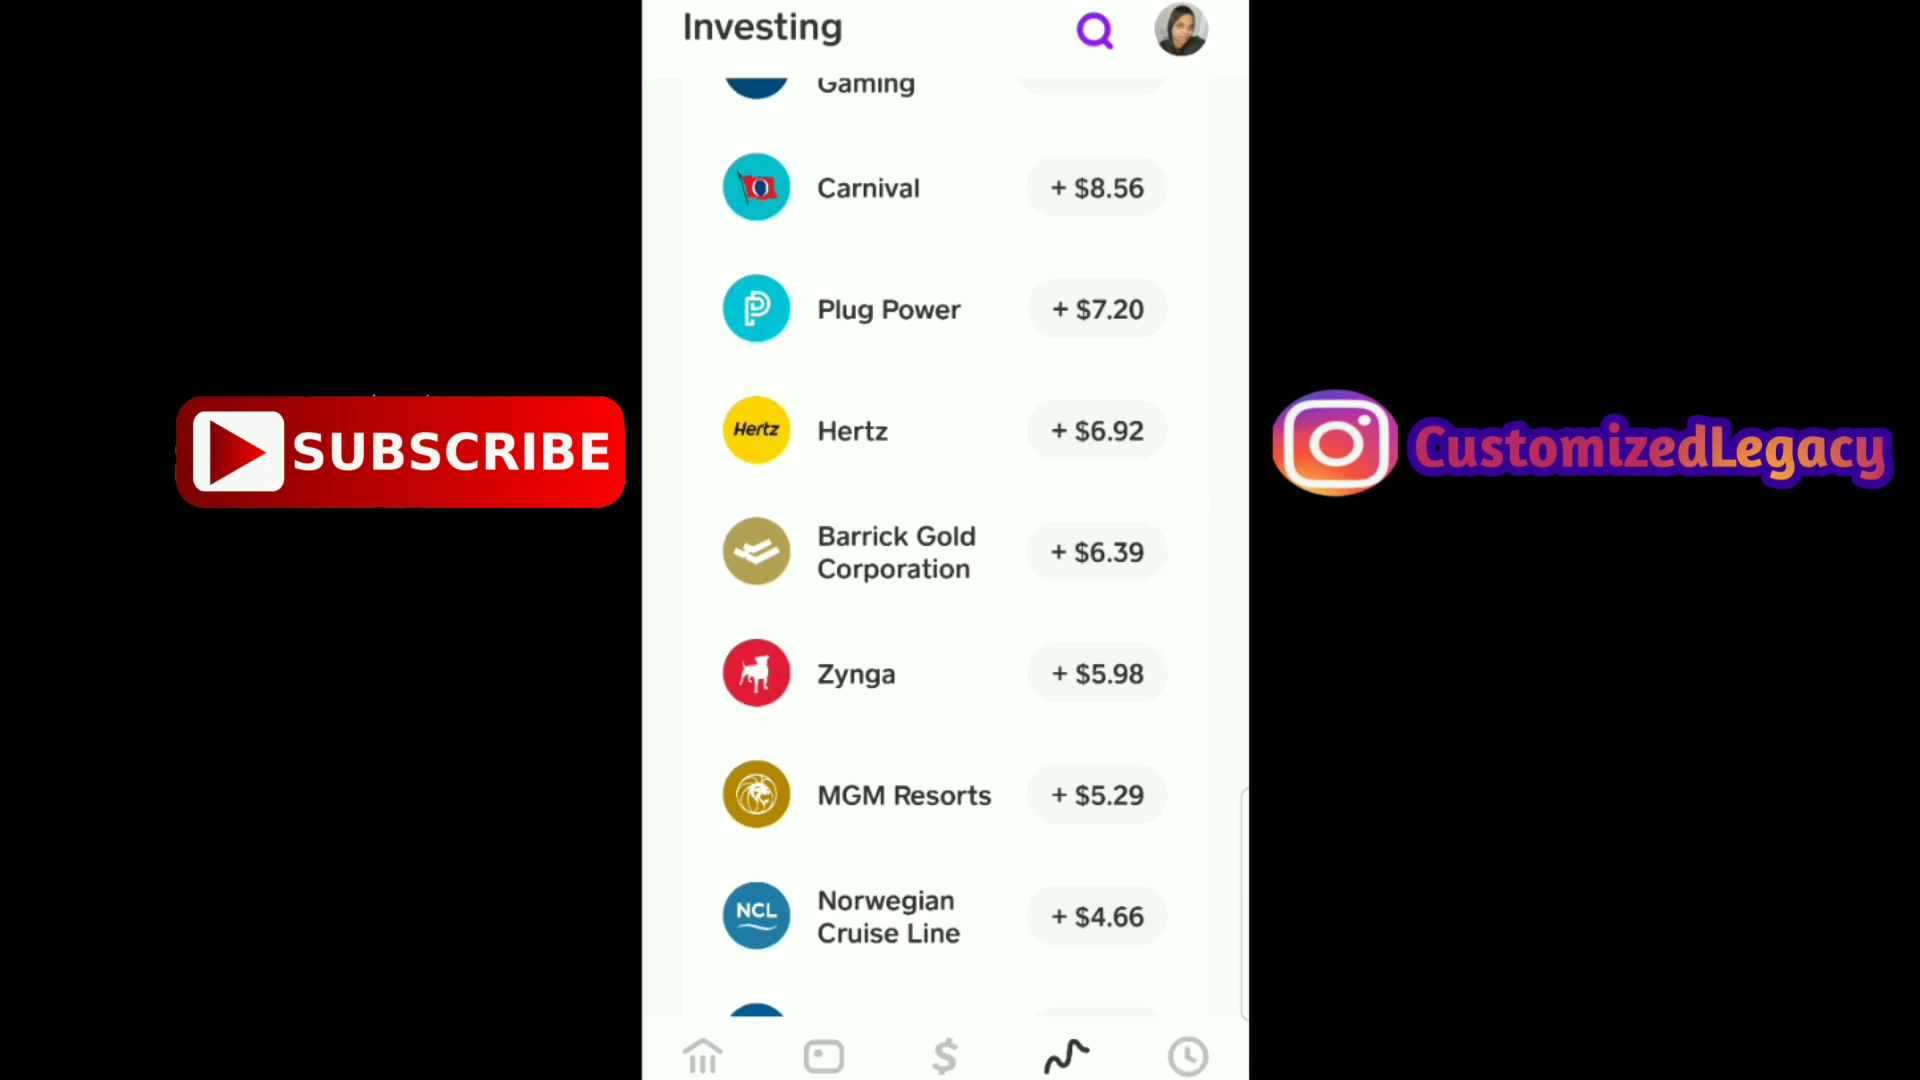 Investing
Gaming
Carnival
+ $8.56
Plug Power
+ $7.20
Hertz
Hertz
+ $6.92
Barrick Gold
Corporation
+ $6.39
Zynga
+ $5.98
MGM Resorts
+ $5.29
NCL
Norwegian
Cruise Line
+ $4.66
SUBSCRIBE
CustomizedLegacy